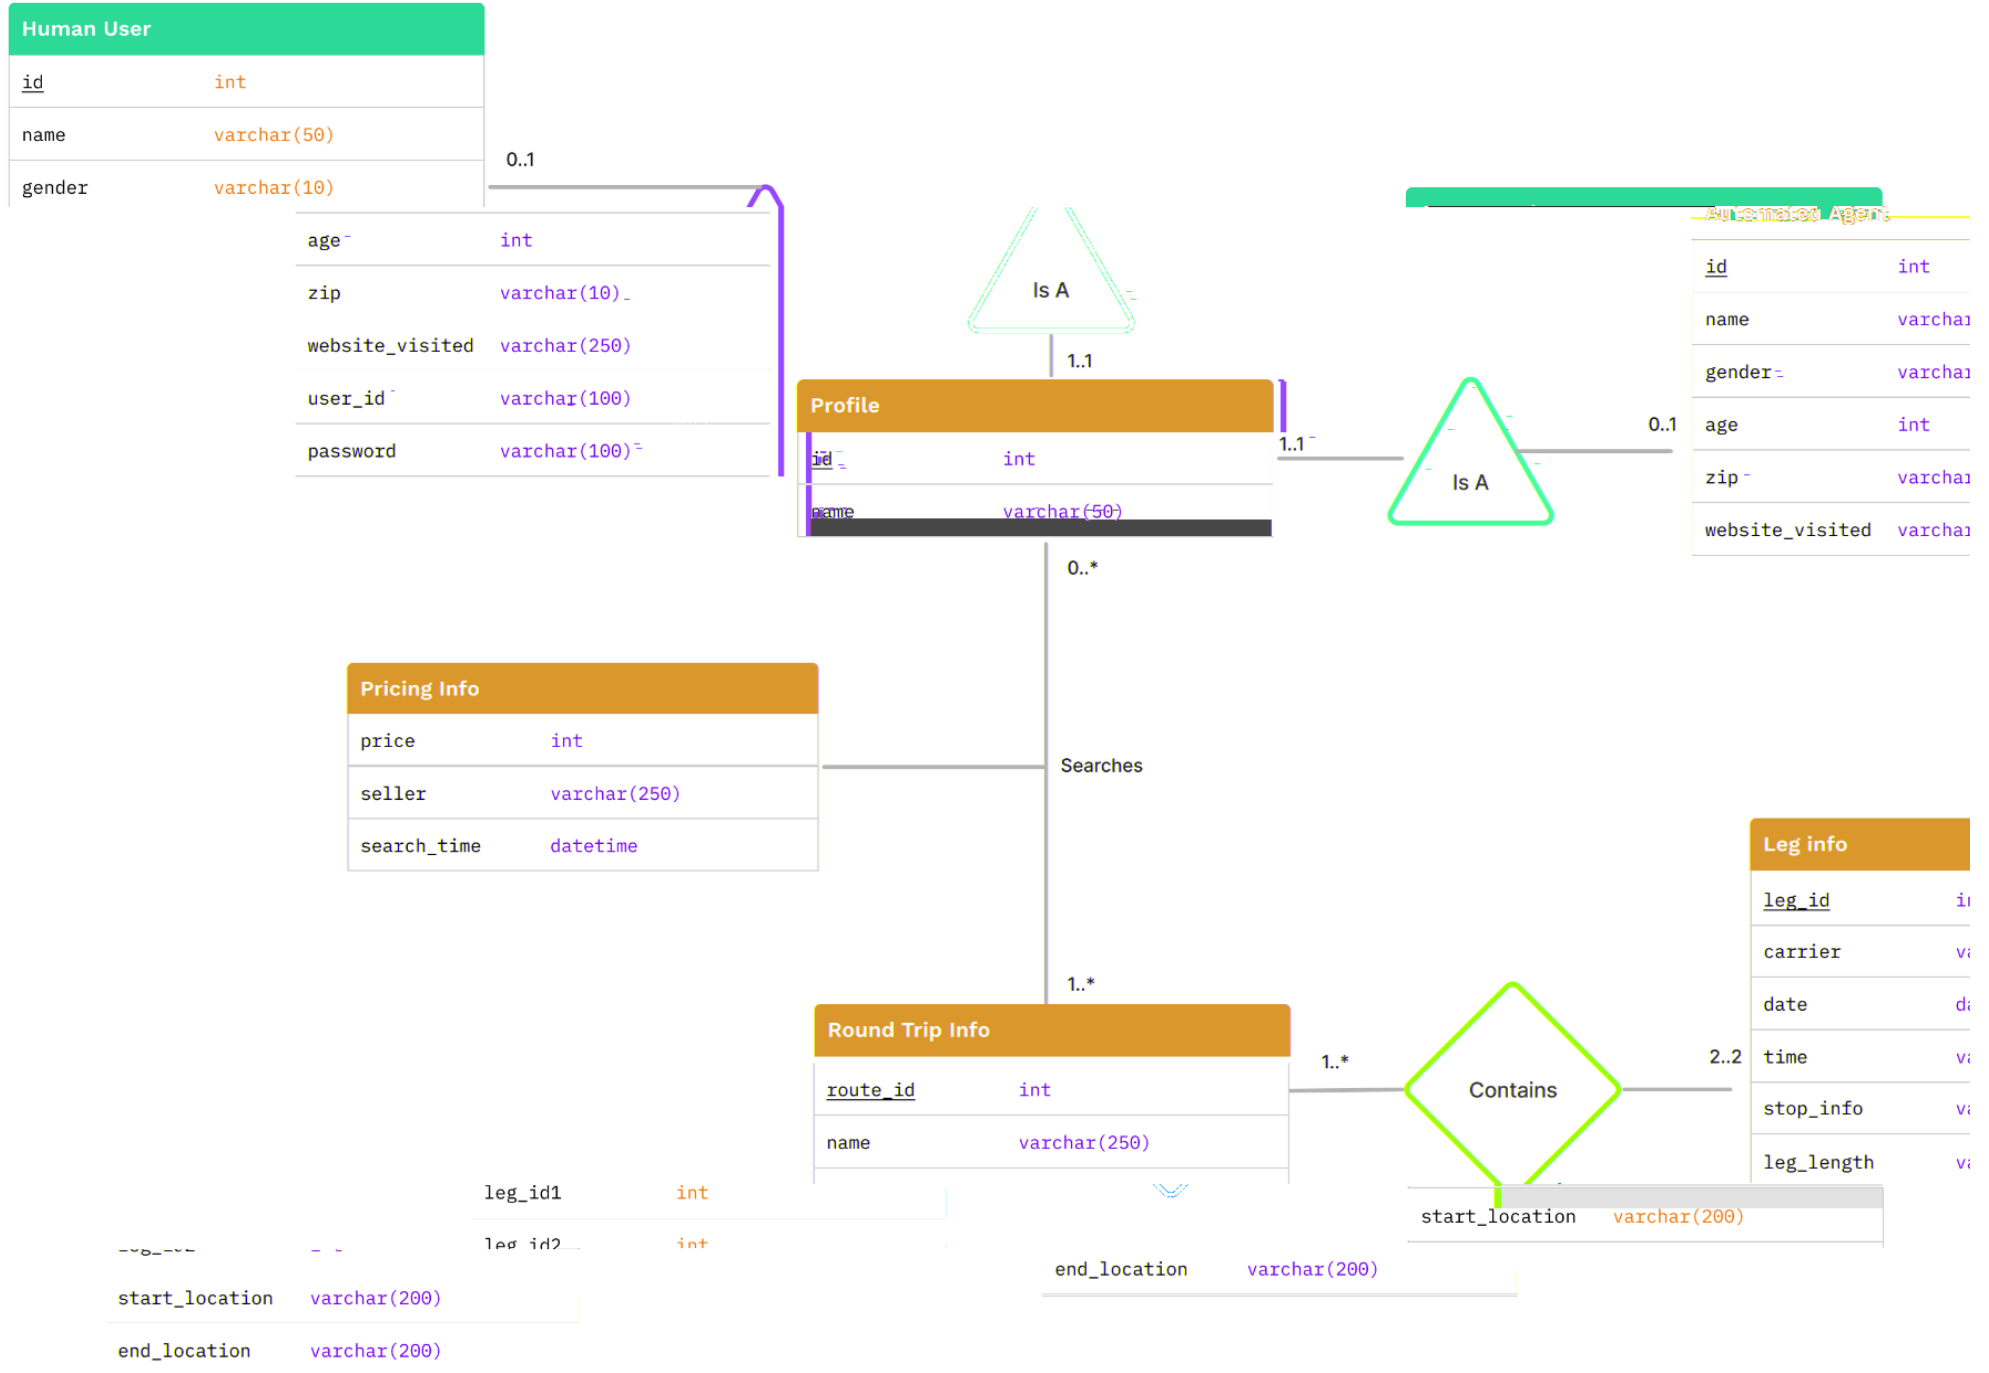 Human User
id int
name varchar(50)
0..1
gender varchar(10)
Automated Agent
age int
id int
zip varchar(10)
Is A
name
website_visited varchar(250)
1..1
gender
user_id varchar(100)
Profile
age int
0..1
password varchar(100)
id int
1..1
Is A
zip
name varchar(50)
website_visited
0..*
Pricing Info
price int
Searches
seller varchar(250)
search_time datetime
Leg info
leg_id
carrier
date
1..*
Round Trip Info
1..*
2..2
time
route_id int
Contains
stop_info
name varchar(250)
leg_length
leg_id1 int
start_location varchar(200)
leg_id2 int
end_location varchar(200)
start_location varchar(200)
end_location varchar(200)